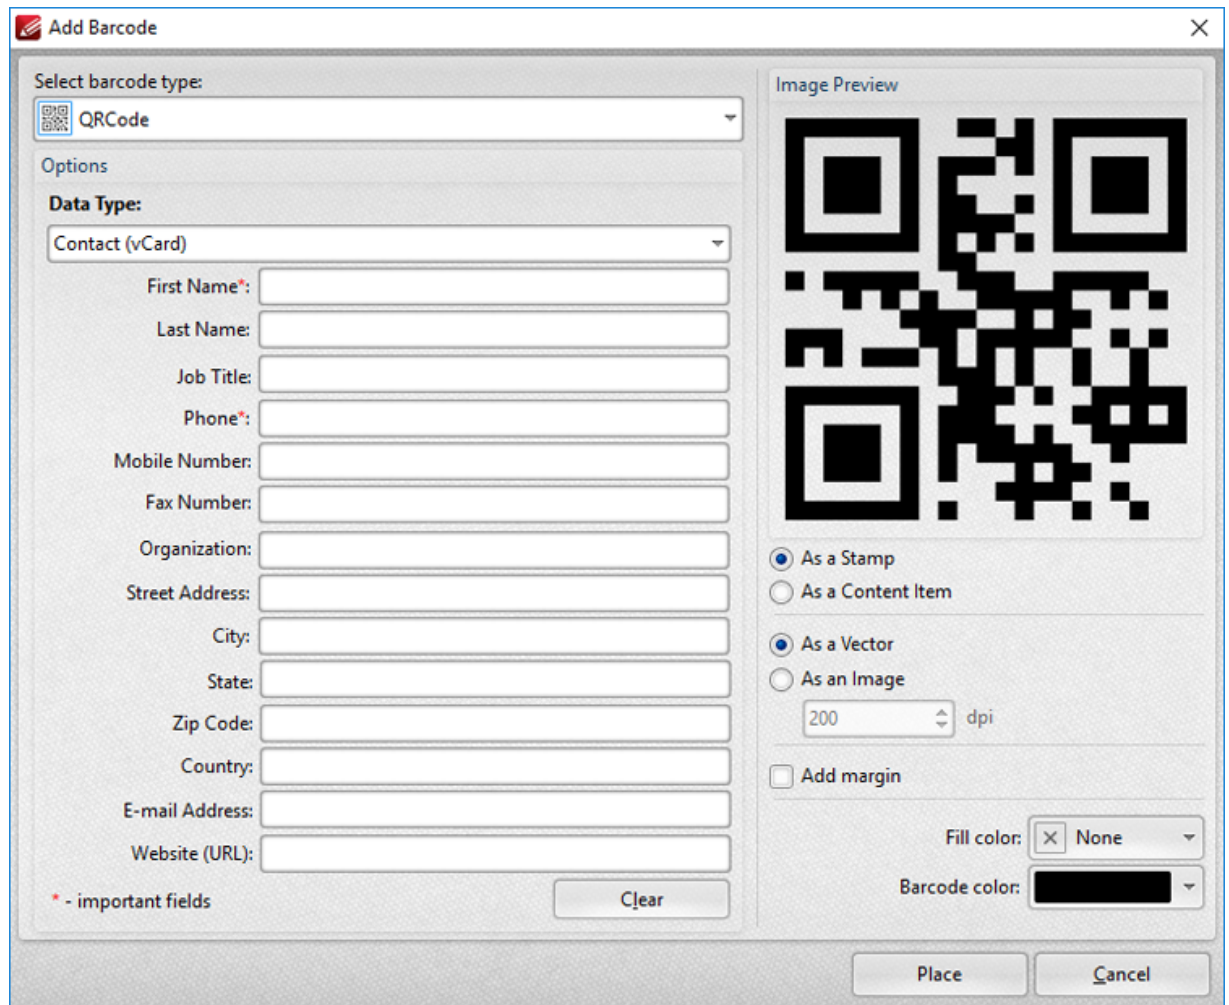 Add Barcode
Select barcode type:
QRCode
Options
Data Type:
Contact (vCard)
First Name*:
Last Name:
Job Title:
Phone*:
Mobile Number:
Fax Number:
Organization:
Street Address:
City:
State:
Zip Code:
Country:
E-mail Address:
Website (URL):
* - important fields
Clear
Image Preview
As a Stamp
As a Content Item
As a Vector
As an Image
200 dpi
Add margin
Fill color: None
Barcode color:
Place
Cancel